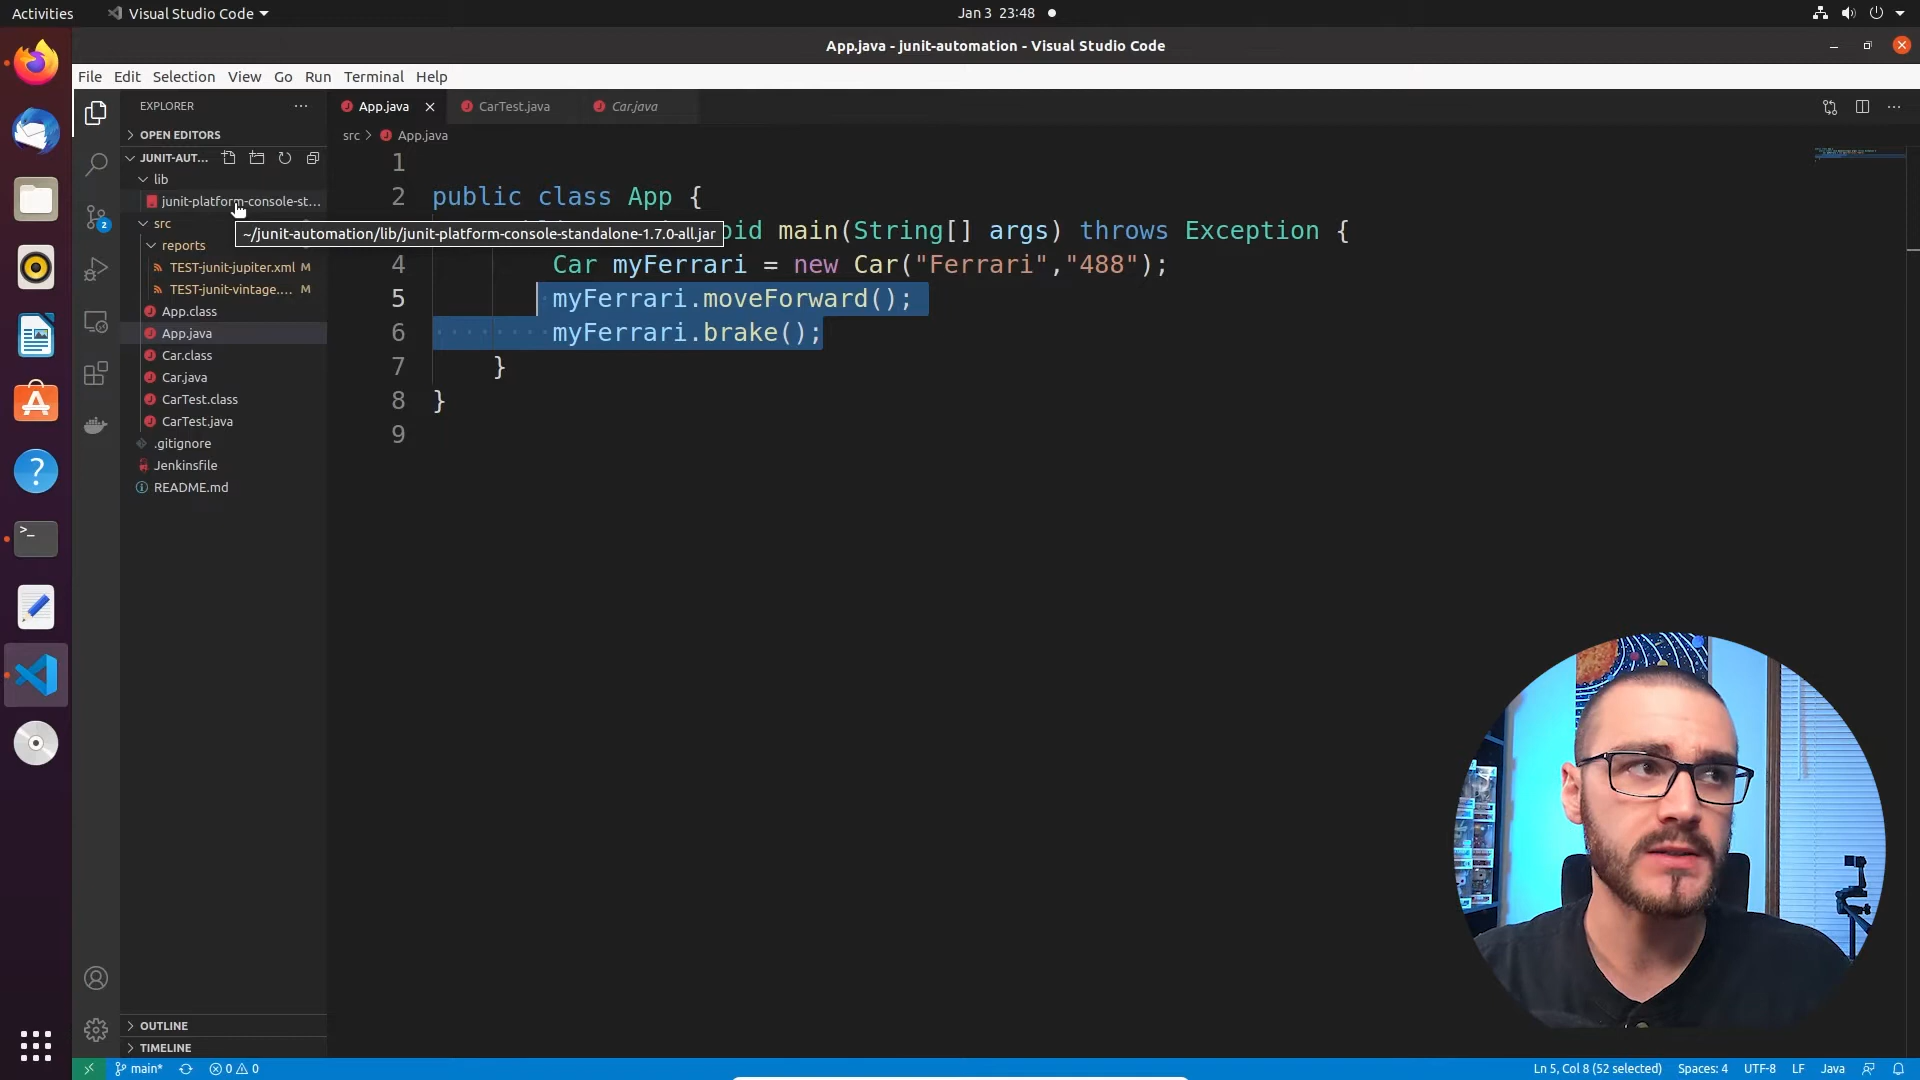 Activities
Visual Studio Code
Jan 3 23:48
App.java - junit-automation - Visual Studio Code
File Edit Selection View Go Run Terminal Help
EXPLORER
App.java
CarTest.java
Car.java
OPEN EDITORS
src
App.java
JUNIT-AUT...
lib
junit-platform-console-st...
src
~/junit-automation/lib/junit-platform-console-standalone-1.7.0-all.jar
reports
TEST-junit-jupiter.xml M
TEST-junit-vintage.... M
App.class
App.java
Car.class
Car.java
CarTest.class
CarTest.java
.gitignore
Jenkinsfile
README.md
1
2 public class App {
oid main(String[] args) throws Exception {
4 Car myFerrari = new Car("Ferrari","488");
5 myFerrari.moveForward();
6 myFerrari.brake();
7 }
8 }
9
2
OUTLINE
TIMELINE
main*
0 0
Ln 5, Col 8 (52 selected)
Spaces: 4
UTF-8
LF
Java